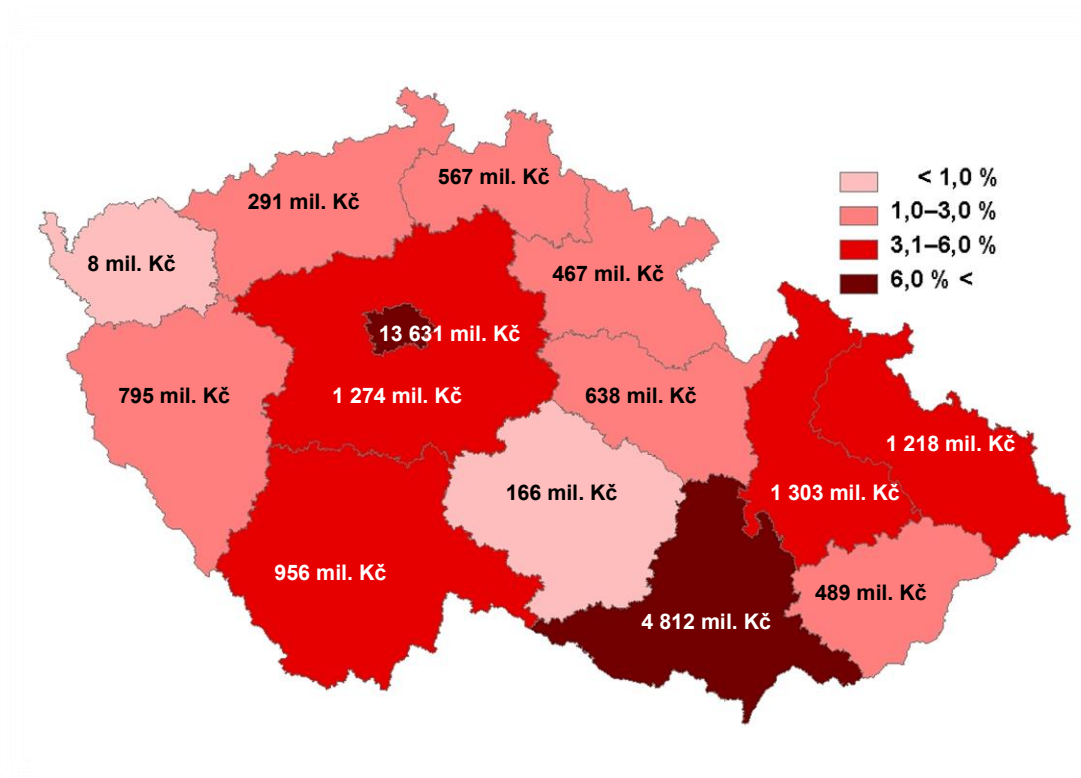 567 mil. Kč
291 mil. Kč
8 mil. Kč
467 mil. Kč
13 631 mil. Kč
795 mil. Kč
1 274 mil. Kč
638 mil. Kč
1 218 mil. Kč
166 mil. Kč
1 303 mil. Kč
956 mil. Kč
489 mil. Kč
4 812 mil. Kč
< 1,0 %
1,0–3,0 %
3,1–6,0 %
6,0 % <